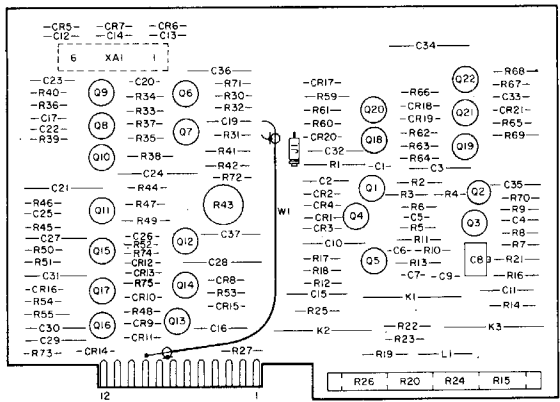 CR5 CR7 CR6
C12 C14 C13
6 XA1 1
C34
C36
C23 C20 R71 CR17 R68
R40 Q9 R34 Q6 R30 R59 R66 Q22 R67
R36 R33 R32 R61 Q20 CR18 C33
C17 Q8 R37 Q7 C19 R60 CR19 Q21 R65
C22 R35 R31 CR20 Q18 R62 R69
R39 R41 C32 R63 Q19
Q10 R38 R42 R1 C1 R64
C24 R72 C3
C21 R44 C2 Q1 R2 Q2 C35
R46 Q11 R47 R43 W1 CR2 R3 R4 R70
C25 R49 CR4 Q4 R6 R9
R45 CR1 C5 Q3 C4
C27 C26 C37 CR3 R5 R8
R50 Q15 R52 Q12 C10 R11 R7
R51 R74 C28 R17 Q5 C6 R10 C8 R21
C31 CR12 R18 R13 R16
CR16 Q17 CR13 Q14 CR8 R12 C7 C9
R54 R75 R53 C15 K1 C11
R55 CR10 CR15 R25 R14
C30 Q16 R48 Q13 C16 K2 R22 K3
C29 CR9 R23
R73 CR14 CR11 R27 R19 L1
R26 R20 R24 R15
12 1